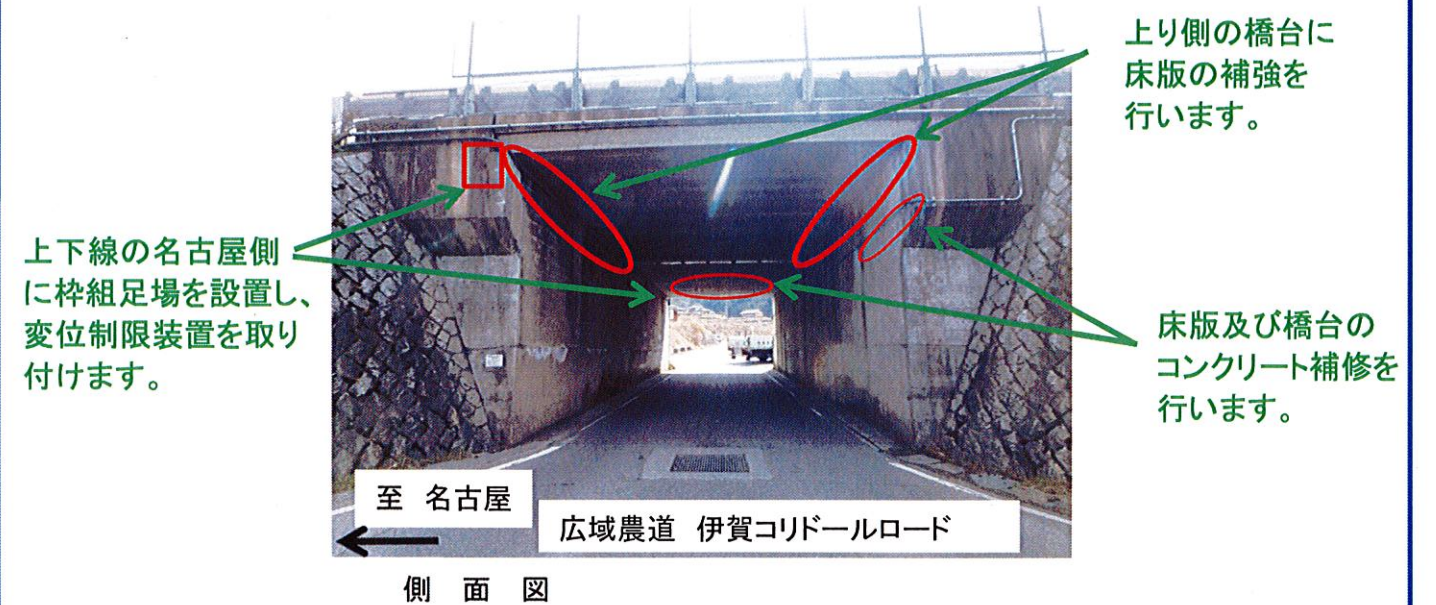 上り側の橋台に
床版の補強を
行います。
上下線の名古屋側
に枠組足場を設置し、
変位制限装置を取り
付けます。
床版及び橋台の
コンクリート補修を
行います。
至 名古屋
広域農道 伊賀コリドールロード
側 面 図